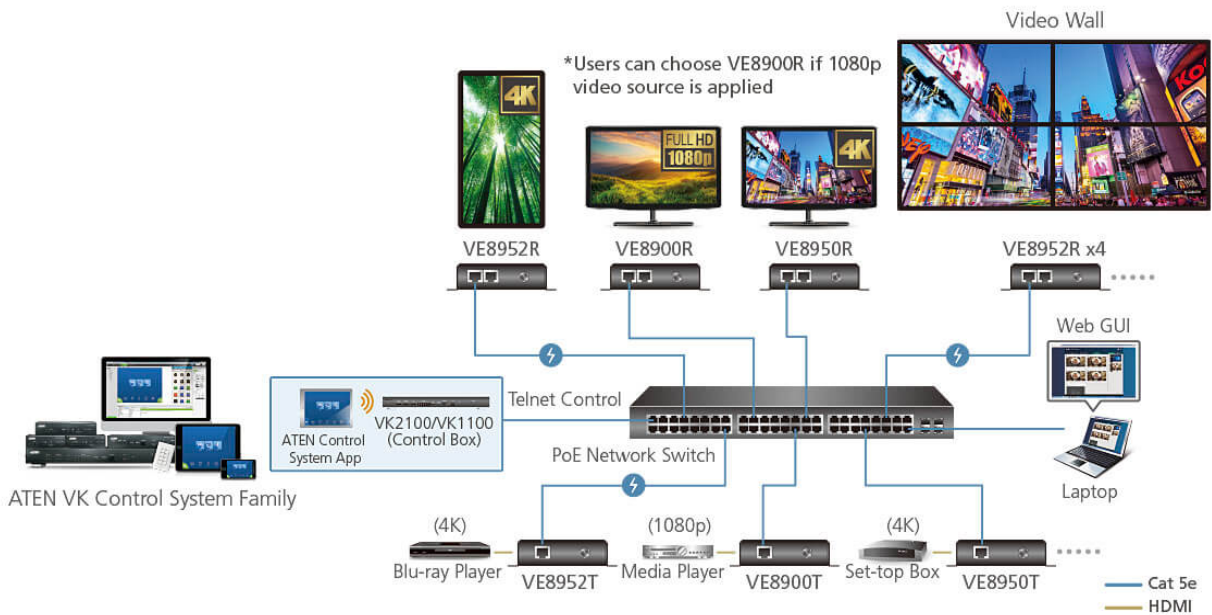 Video Wall
*Users can choose VE8900R if 1080p
video source is applied
4K
FULL HD
1080p
4K
VE8952R
VE8900R
VE8950R
VE8952R x4
Web GUI
Telnet Control
ATEN Control
System App
VK2100/VK1100
(Control Box)
PoE Network Switch
Laptop
ATEN VK Control System Family
(4K)
(1080p)
(4K)
Blu-ray Player
VE8952T
Media Player
VE8900T
Set-top Box
VE8950T
Cat 5e
HDMI